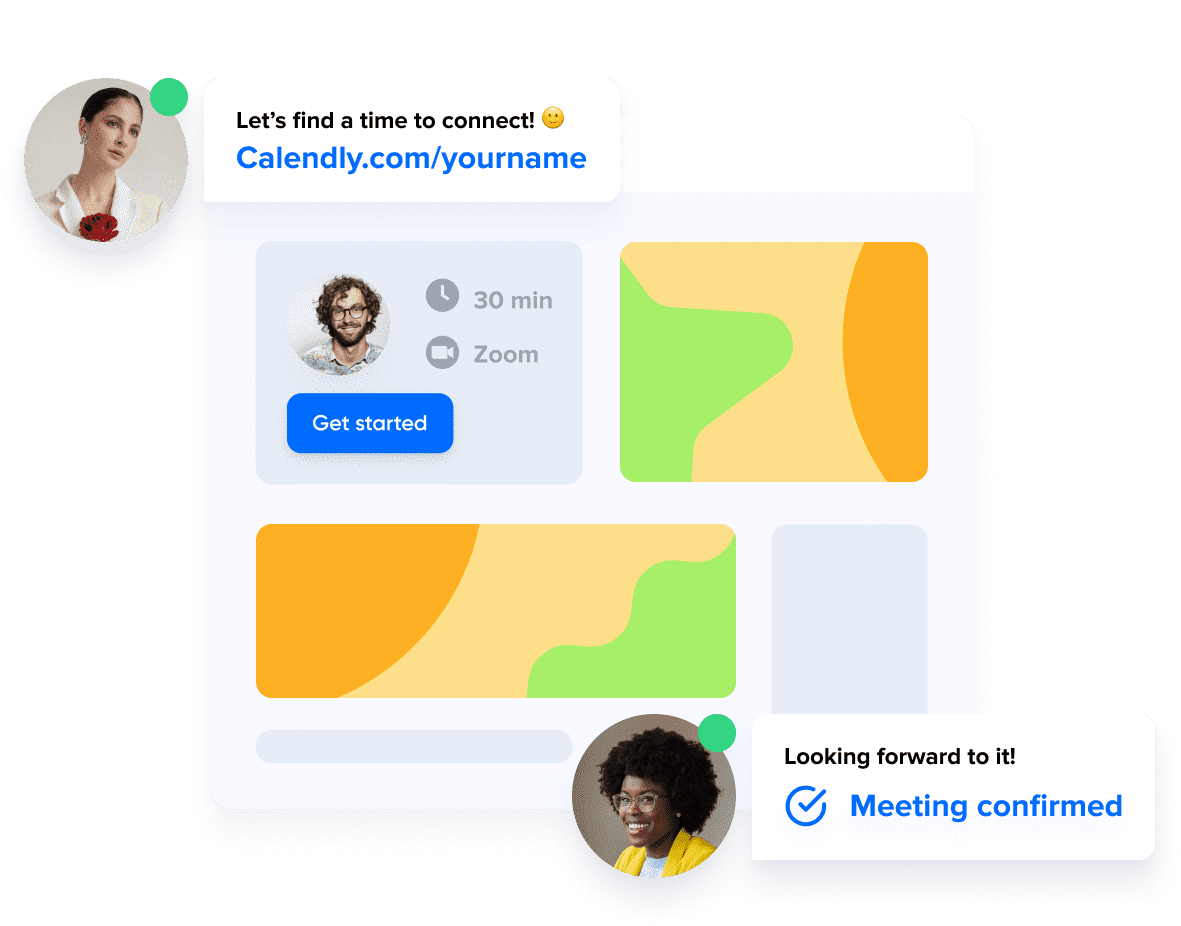 Let’s find a time to connect! 🙂
Calendly.com/yourname
30 min
Zoom
Get started
Looking forward to it!
Meeting confirmed